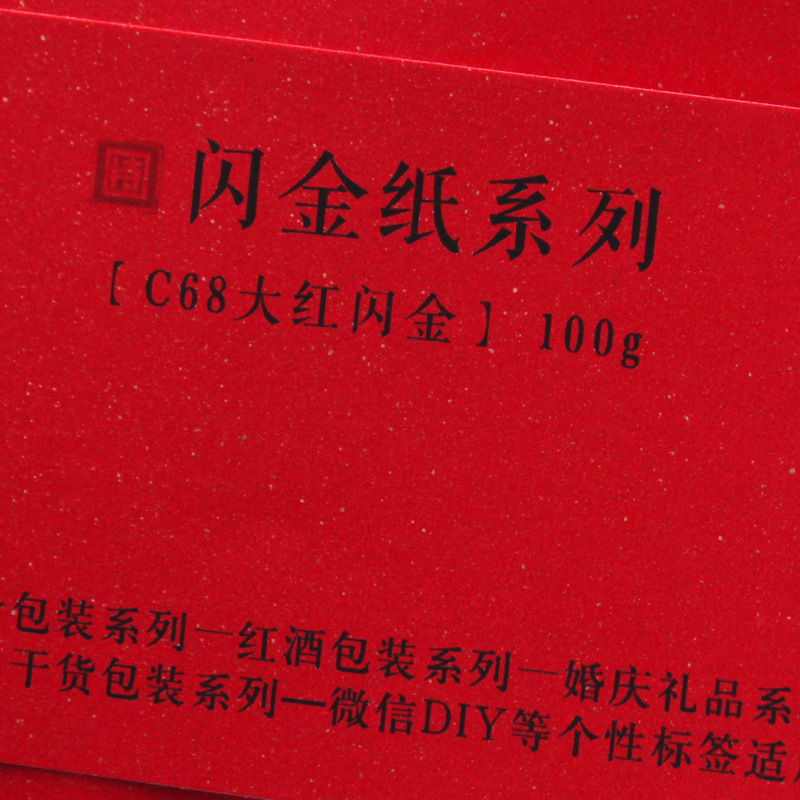 闪金纸系列
[C68大红闪金] 100g
包装系列一红酒包装系列一婚庆礼品系
干货包装系列—微信DIY等个性标签适